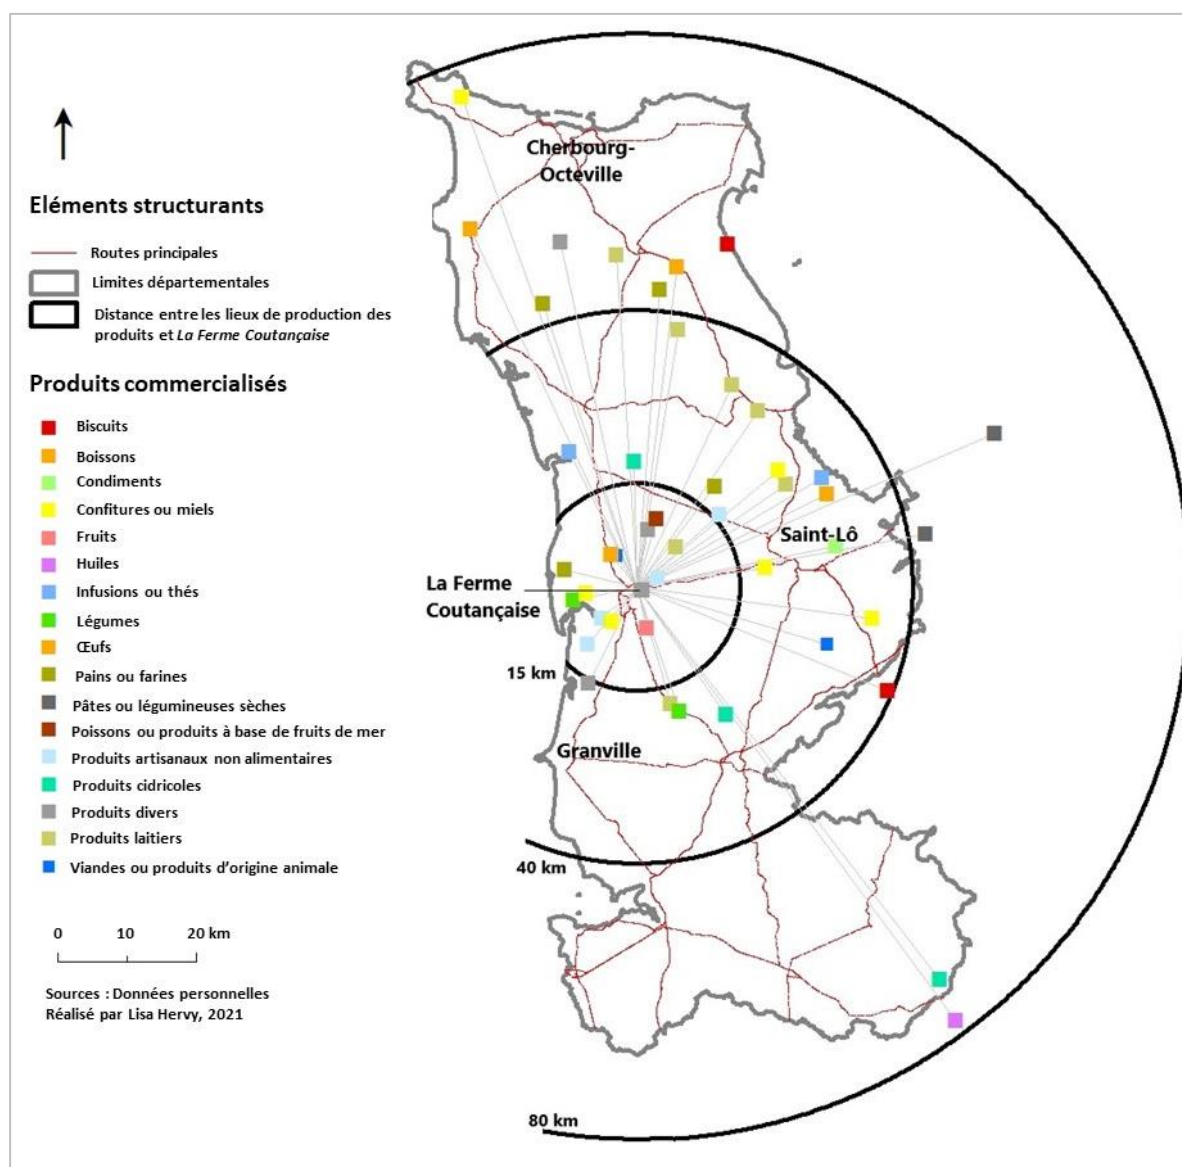 Eléments structurants
Routes principales
Limites départementales
Distance entre les lieux de production des
produits et La Ferme Coutançaise
Produits commercialisés
Biscuits
Boissons
Condiments
Confitures ou miels
Fruits
Huiles
Infusions ou thés
Légumes
Œufs
Pains ou farines
Pâtes ou légumineuses sèches
Poissons ou produits à base de fruits de mer
Produits artisanaux non alimentaires
Produits cidricoles
Produits divers
Produits laitiers
Viandes ou produits d'origine animale
0 10 20 km
Sources : Données personnelles
Réalisé par Lisa Hervy, 2021
Cherbourg-
Octeville
Saint-Lô
La Ferme
Coutançaise
15 km
Granville
40 km
80 km